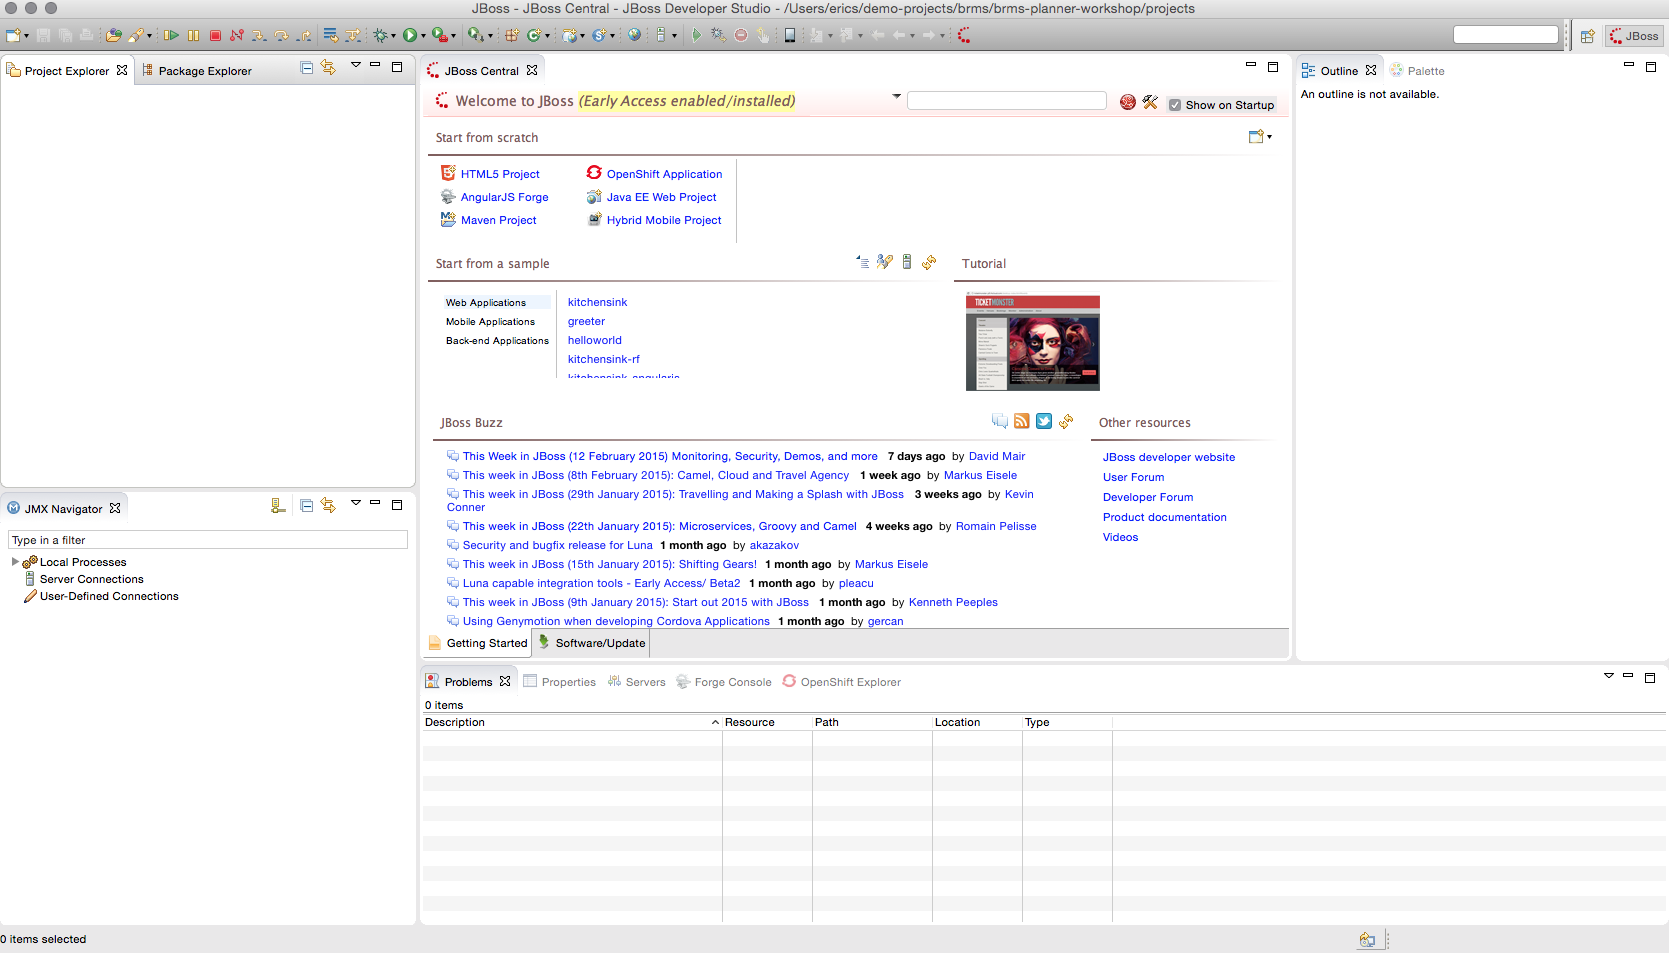 JBoss - JBoss Central - JBoss Developer Studio - /Users/erics/demo-projects/brms/brms-planner-workshop/projects
JBoss
Project Explorer
Package Explorer
JBoss Central
Outline
Palette
An outline is not available.
Welcome to JBoss (Early Access enabled/installed)
Show on Startup
Start from scratch
HTML5 Project
OpenShift Application
AngularJS Forge
Java EE Web Project
Maven Project
Hybrid Mobile Project
Start from a sample
Tutorial
Web Applications
Mobile Applications
Back-end Applications
kitchensink
greeter
helloworld
kitchensink-rf
kitchensink-angularjs
TICKETMONSTER
JBoss Buzz
Other resources
This Week in JBoss (12 February 2015) Monitoring, Security, Demos, and more 7 days ago by David Mair
This week in JBoss (8th February 2015): Camel, Cloud and Travel Agency 1 week ago by Markus Eisele
This week in JBoss (29th January 2015): Travelling and Making a Splash with JBoss 3 weeks ago by Kevin
Conner
This week in JBoss (22th January 2015): Microservices, Groovy and Camel 4 weeks ago by Romain Pelisse
Security and bugfix release for Luna 1 month ago by akazakov
This week in JBoss (15th January 2015): Shifting Gears! 1 month ago by Markus Eisele
Luna capable integration tools - Early Access/ Beta2 1 month ago by pleacu
This week in JBoss (9th January 2015): Start out 2015 with JBoss 1 month ago by Kenneth Peeples
Using Genymotion when developing Cordova Applications 1 month ago by gercan
JBoss developer website
User Forum
Developer Forum
Product documentation
Videos
Getting Started
Software/Update
JMX Navigator
Type in a filter
Local Processes
Server Connections
User-Defined Connections
Problems
Properties
Servers
Forge Console
OpenShift Explorer
0 items
Description
Resource
Path
Location
Type
0 items selected